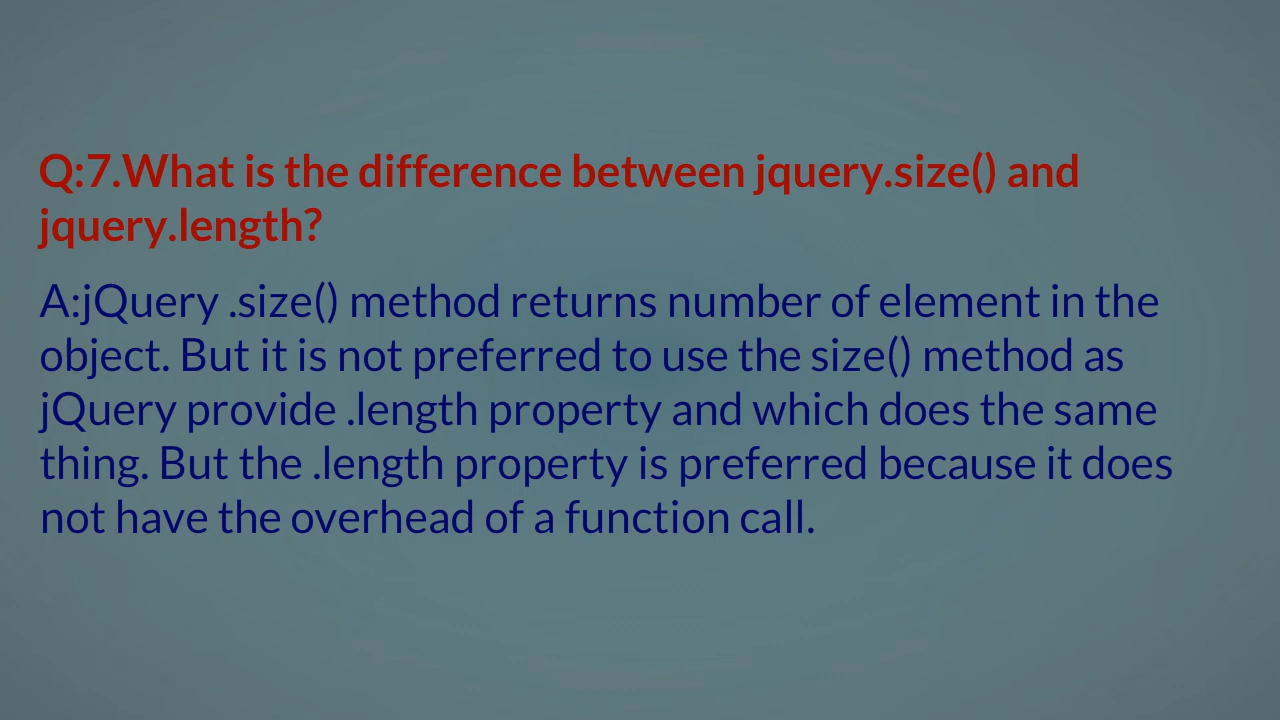 Q:7.What is the difference between jquery.size() and
jquery.length?
A:jQuery .size() method returns number of element in the
object. But it is not preferred to use the size() method as
jQuery provide .length property and which does the same
thing. But the .length property is preferred because it does
not have the overhead of a function call.